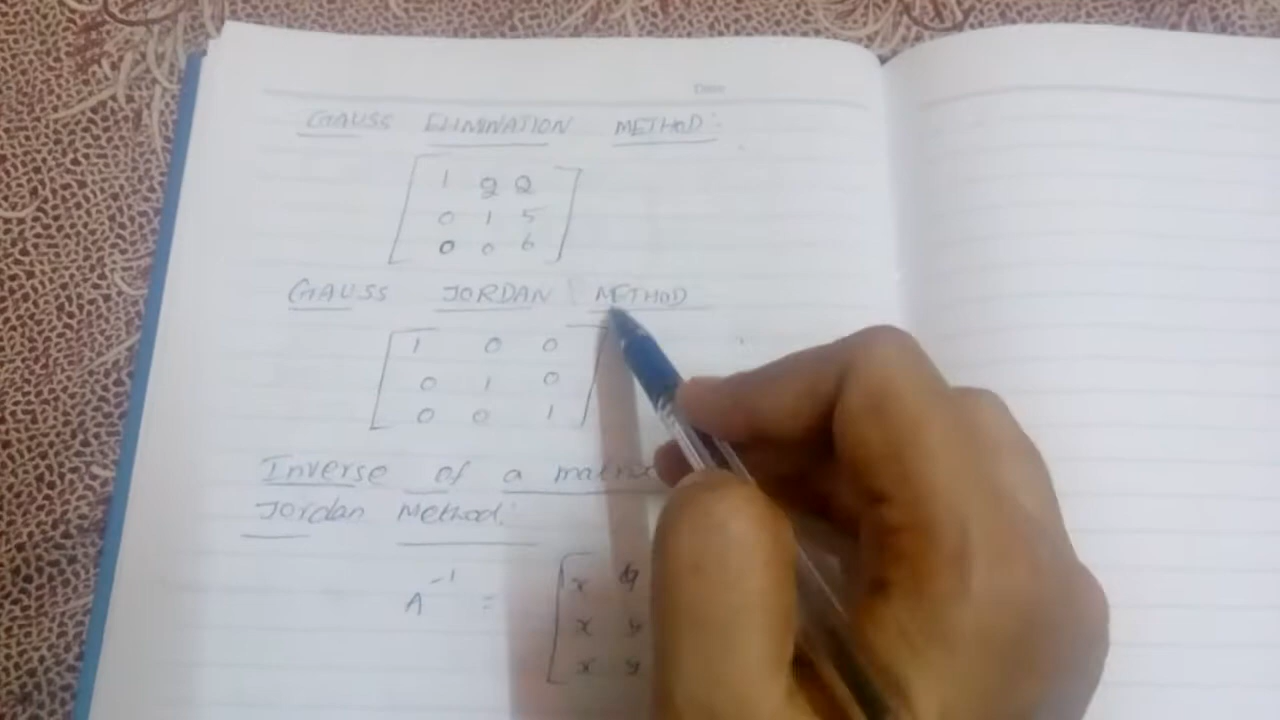 Date
GAUSS ELIMINATION METHOD:
1 2 2
0 1 5
0 0 6
GAUSS JORDAN METHOD
1 0 0
0 1 0
0 0 1
Inverse of a
Jordan Method:
A⁻¹ = x y
x y
x y